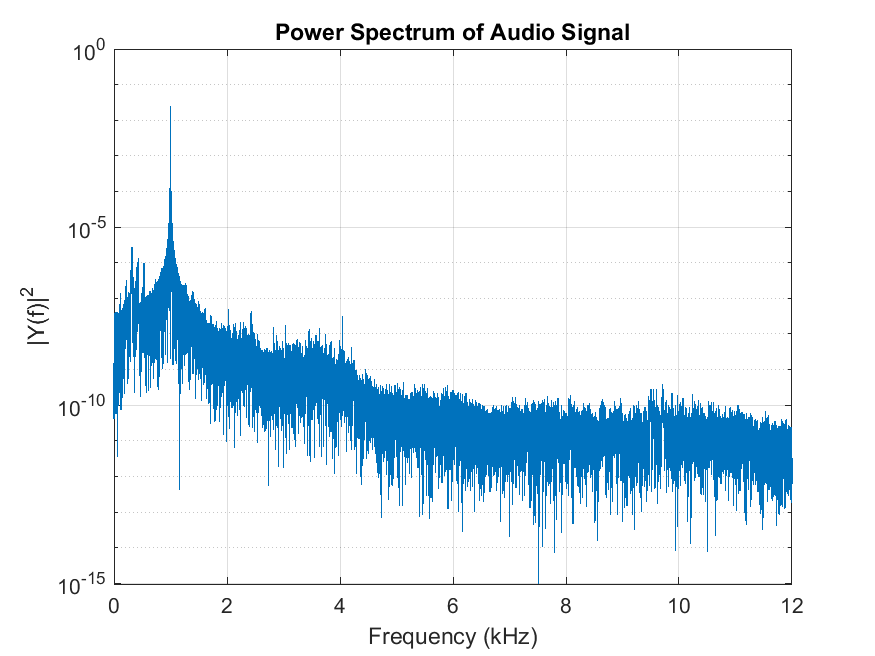 Power Spectrum of Audio Signal
10^0
10^-5
10^-10
10^-15
|Y(f)|^2
0 2 4 6 8 10 12
Frequency (kHz)